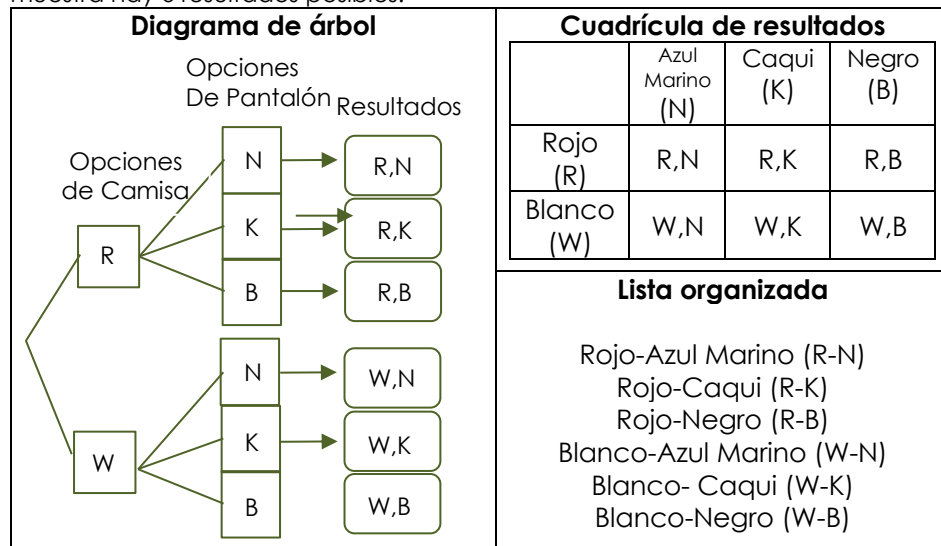 muestra hay 6 resultados posibles.
Diagrama de árbol
Opciones
De Pantalón
Resultados
Opciones
de Camisa
R
N
R,N
K
R,K
B
R,B
W
N
W,N
K
W,K
B
W,B
Cuadrícula de resultados
Azul
Marino
(N)
Caqui
(K)
Negro
(B)
Rojo
(R)
R,N
R,K
R,B
Blanco
(W)
W,N
W,K
W,B
Lista organizada
Rojo-Azul Marino (R-N)
Rojo-Caqui (R-K)
Rojo-Negro (R-B)
Blanco-Azul Marino (W-N)
Blanco- Caqui (W-K)
Blanco-Negro (W-B)